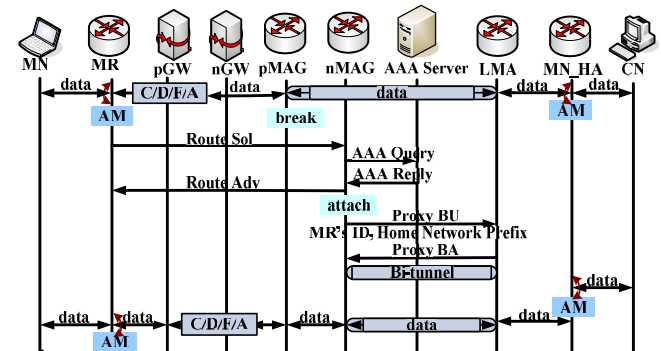 MN MR pGW nGW pMAG nMAG AAA Server LMA MN_HA CN
data C/D/F/A data data data data
AM break AM
Route Sol
AAA Query
AAA Reply
Route Adv
attach
Proxy BU
MR's ID, Home Network Prefix
Proxy BA
Bi-tunnel
data
AM
data data C/D/F/A data data data
AM